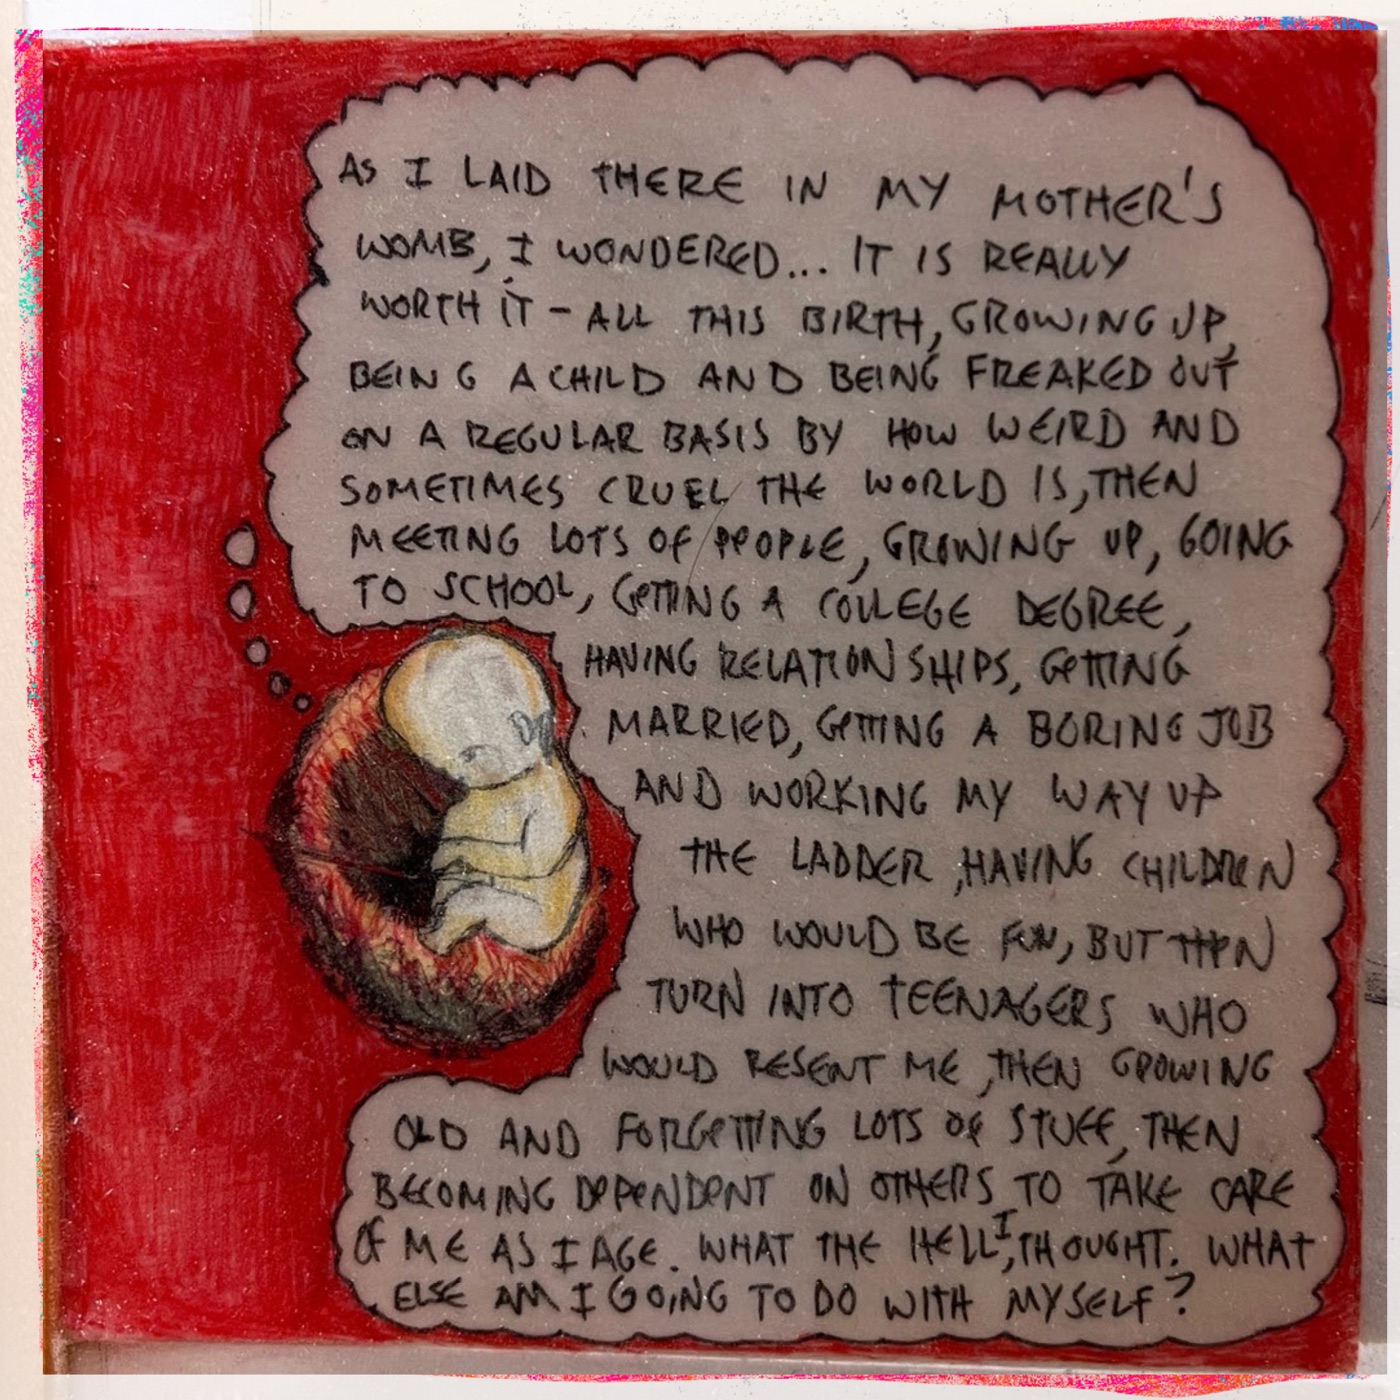 AS I LAID THERE IN MY MOTHER'S
WOMB, I WONDERED... IT IS REALLY
WORTH IT - ALL THIS BIRTH, GROWING UP,
BEING A CHILD AND BEING FREAKED OUT
ON A REGULAR BASIS BY HOW WEIRD AND
SOMETIMES CRUEL THE WORLD IS, THEN
MEETING LOTS OF PEOPLE, GROWING UP, GOING
TO SCHOOL, GETTING A COLLEGE DEGREE,
HAVING RELATIONSHIPS, GETTING
MARRIED, GETTING A BORING JOB
AND WORKING MY WAY UP
THE LADDER, HAVING CHILDREN
WHO WOULD BE FUN, BUT THEN
TURN INTO TEENAGERS WHO
WOULD RESENT ME, THEN GROWING
OLD AND FORGETTING LOTS OF STUFF, THEN
BECOMING DEPENDENT ON OTHERS TO TAKE CARE
OF ME AS I AGE. WHAT THE HELL, I THOUGHT. WHAT
ELSE AM I GOING TO DO WITH MYSELF?